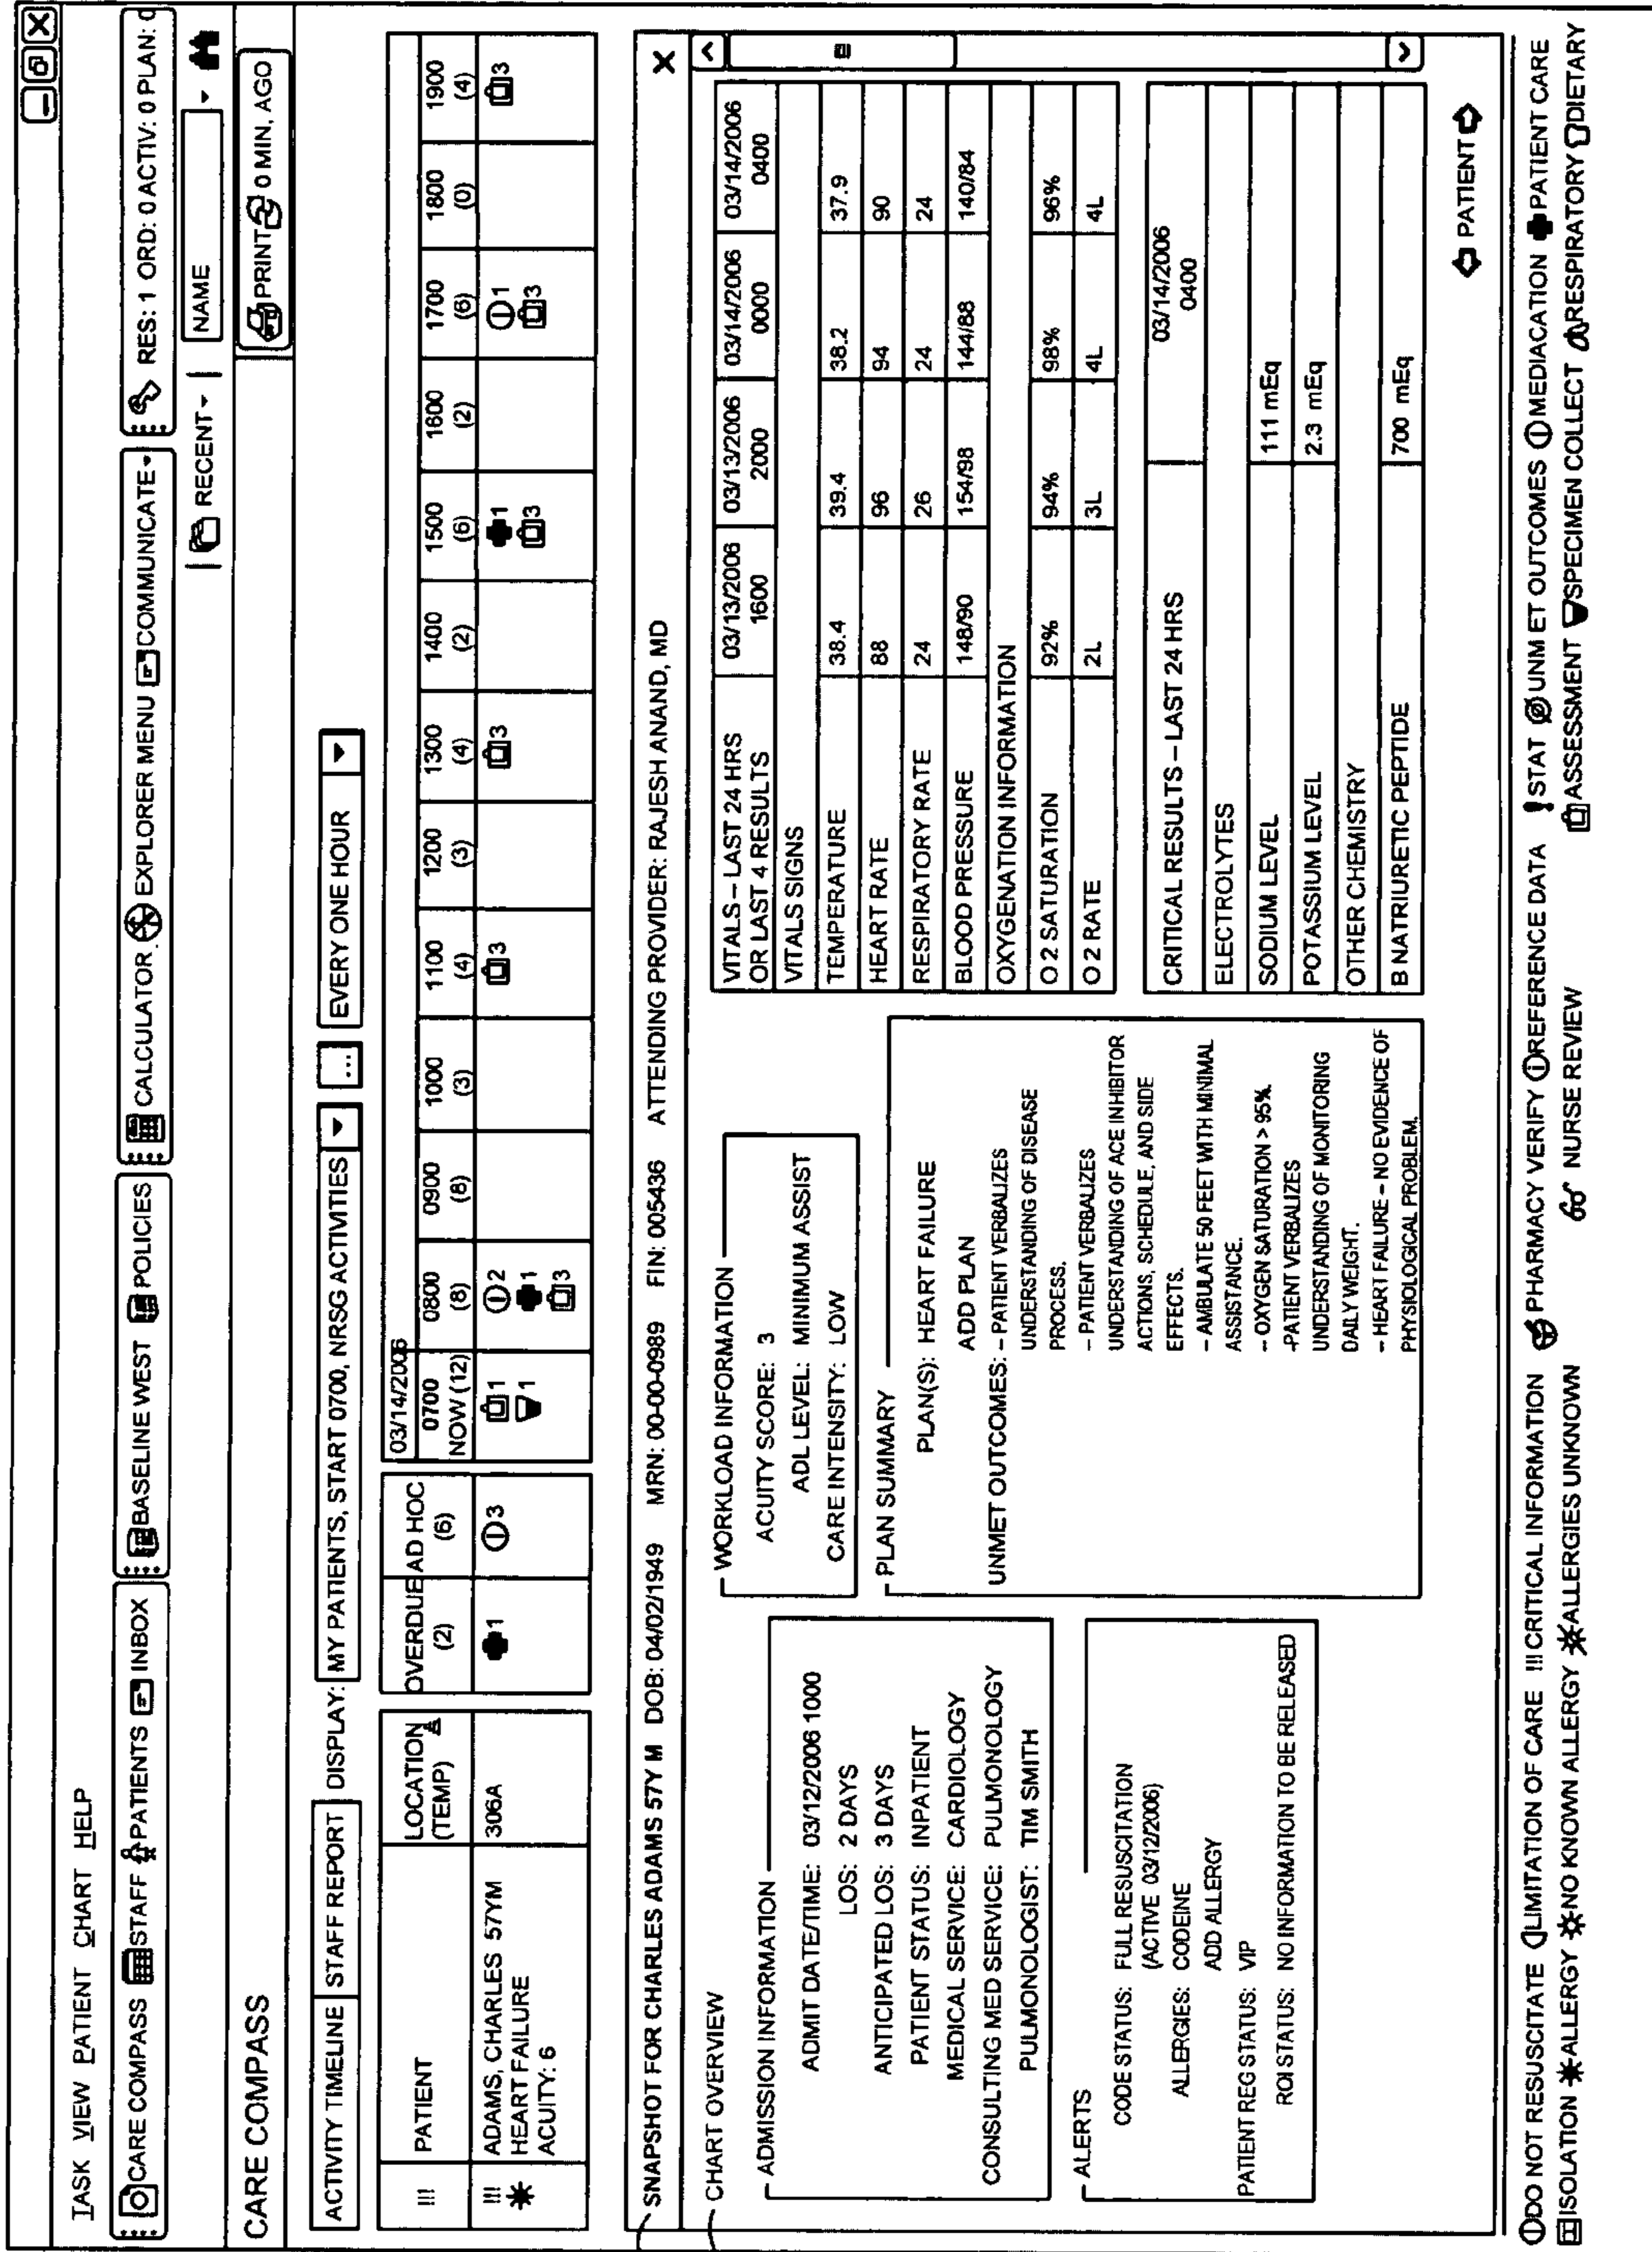 TASK VIEW PATIENT CHART HELP
CARE COMPASS STAFF PATIENTS INBOX BASELINE WEST POLICIES CALCULATOR EXPLORER MENU COMMUNICATE RES: 1 ORD: 0 ACTIV: 0 PLAN:
RECENT NAME
CARE COMPASS PRINT 0 MIN, AGO
ACTIVITY TIMELINE STAFF REPORT DISPLAY: MY PATIENTS, START 0700, NRSG ACTIVITIES ... EVERY ONE HOUR
03/14/2006
!!! PATIENT LOCATION OVERDUE AD HOC 0700 0800 0900 1000 1100 1200 1300 1400 1500 1600 1700 1800 1900
(TEMP) (2) (6) NOW (12) (8) (8) (3) (4) (3) (4) (2) (6) (2) (6) (0) (4)
!!! ADAMS, CHARLES 57YM 306A 1 3 1 2 3 3 1 1 3
HEART FAILURE 1 1 3 3
ACUITY: 6 3
SNAPSHOT FOR CHARLES ADAMS 57Y M DOB: 04/02/1949 MRN: 00-00-0989 FIN: 005436 ATTENDING PROVIDER: RAJESH ANAND, MD X
CHART OVERVIEW
ADMISSION INFORMATION
ADMIT DATE/TIME: 03/12/2006 1000
LOS: 2 DAYS
ANTICIPATED LOS: 3 DAYS
PATIENT STATUS: INPATIENT
MEDICAL SERVICE: CARDIOLOGY
CONSULTING MED SERVICE: PULMONOLOGY
PULMONOLOGIST: TIM SMITH
ALERTS
CODE STATUS: FULL RESUSCITATION
(ACTIVE 03/12/2006)
ALLERGIES: CODEINE
ADD ALLERGY
PATIENT REG STATUS: VIP
ROI STATUS: NO INFORMATION TO BE RELEASED
WORKLOAD INFORMATION
ACUITY SCORE: 3
ADL LEVEL: MINIMUM ASSIST
CARE INTENSITY: LOW
PLAN SUMMARY
PLAN(S): HEART FAILURE
ADD PLAN
UNMET OUTCOMES: – PATIENT VERBALIZES
UNDERSTANDING OF DISEASE
PROCESS.
– PATIENT VERBALIZES
UNDERSTANDING OF ACE INHIBITOR
ACTIONS, SCHEDULE, AND SIDE
EFFECTS.
– AMBULATE 50 FEET WITH MINIMAL
ASSISTANCE.
– OXYGEN SATURATION > 95%.
-PATIENT VERBALIZES
UNDERSTANDING OF MONITORING
DAILY WEIGHT.
– HEART FAILURE – NO EVIDENCE OF
PHYSIOLOGICAL PROBLEM.
VITALS – LAST 24 HRS 03/13/2006 03/13/2006 03/14/2006 03/14/2006
OR LAST 4 RESULTS 1600 2000 0000 0400
VITALS SIGNS
TEMPERATURE 38.4 39.4 38.2 37.9
HEART RATE 88 96 94 90
RESPIRATORY RATE 24 26 24 24
BLOOD PRESSURE 148/90 154/98 144/88 140/84
OXYGENATION INFORMATION
O2 SATURATION 92% 94% 98% 96%
O2 RATE 2L 3L 4L 4L
CRITICAL RESULTS – LAST 24 HRS 03/14/2006
0400
ELECTROLYTES
SODIUM LEVEL 111 mEq
POTASSIUM LEVEL 2.3 mEq
OTHER CHEMISTRY
B NATRIURETIC PEPTIDE 700 mEq
PATIENT
DO NOT RESUSCITATE LIMITATION OF CARE !!! CRITICAL INFORMATION PHARMACY VERIFY REFERENCE DATA STAT UNM ET OUTCOMES MEDIACATION PATIENT CARE
ISOLATION ALLERGY NO KNOWN ALLERGY ALLERGIES UNKNOWN NURSE REVIEW ASSESSMENT SPECIMEN COLLECT RESPIRATORY DIETARY